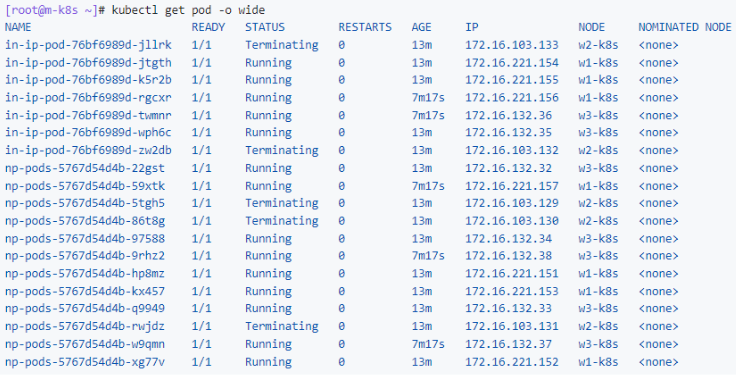 [root@m-k8s ~]# kubectl get pod -o wide
NAME READY STATUS RESTARTS AGE IP NODE NOMINATED NODE
in-ip-pod-76bf6989d-jllrk 1/1 Terminating 0 13m 172.16.103.133 w2-k8s <none>
in-ip-pod-76bf6989d-jtgth 1/1 Running 0 13m 172.16.221.154 w1-k8s <none>
in-ip-pod-76bf6989d-k5r2b 1/1 Running 0 13m 172.16.221.155 w1-k8s <none>
in-ip-pod-76bf6989d-rgcxr 1/1 Running 0 7m17s 172.16.221.156 w1-k8s <none>
in-ip-pod-76bf6989d-twmnr 1/1 Running 0 7m17s 172.16.132.36 w3-k8s <none>
in-ip-pod-76bf6989d-wph6c 1/1 Running 0 13m 172.16.132.35 w3-k8s <none>
in-ip-pod-76bf6989d-zw2db 1/1 Terminating 0 13m 172.16.103.132 w2-k8s <none>
np-pods-5767d54d4b-22gst 1/1 Running 0 13m 172.16.132.32 w3-k8s <none>
np-pods-5767d54d4b-59xtk 1/1 Running 0 7m17s 172.16.221.157 w1-k8s <none>
np-pods-5767d54d4b-5tgh5 1/1 Terminating 0 13m 172.16.103.129 w2-k8s <none>
np-pods-5767d54d4b-86t8g 1/1 Terminating 0 13m 172.16.103.130 w2-k8s <none>
np-pods-5767d54d4b-97588 1/1 Running 0 13m 172.16.132.34 w3-k8s <none>
np-pods-5767d54d4b-9rhz2 1/1 Running 0 7m17s 172.16.132.38 w3-k8s <none>
np-pods-5767d54d4b-hp8mz 1/1 Running 0 13m 172.16.221.151 w1-k8s <none>
np-pods-5767d54d4b-kx457 1/1 Running 0 13m 172.16.221.153 w1-k8s <none>
np-pods-5767d54d4b-q9949 1/1 Running 0 13m 172.16.132.33 w3-k8s <none>
np-pods-5767d54d4b-rwjdz 1/1 Terminating 0 13m 172.16.103.131 w2-k8s <none>
np-pods-5767d54d4b-w9qmn 1/1 Running 0 7m17s 172.16.132.37 w3-k8s <none>
np-pods-5767d54d4b-xg77v 1/1 Running 0 13m 172.16.221.152 w1-k8s <none>